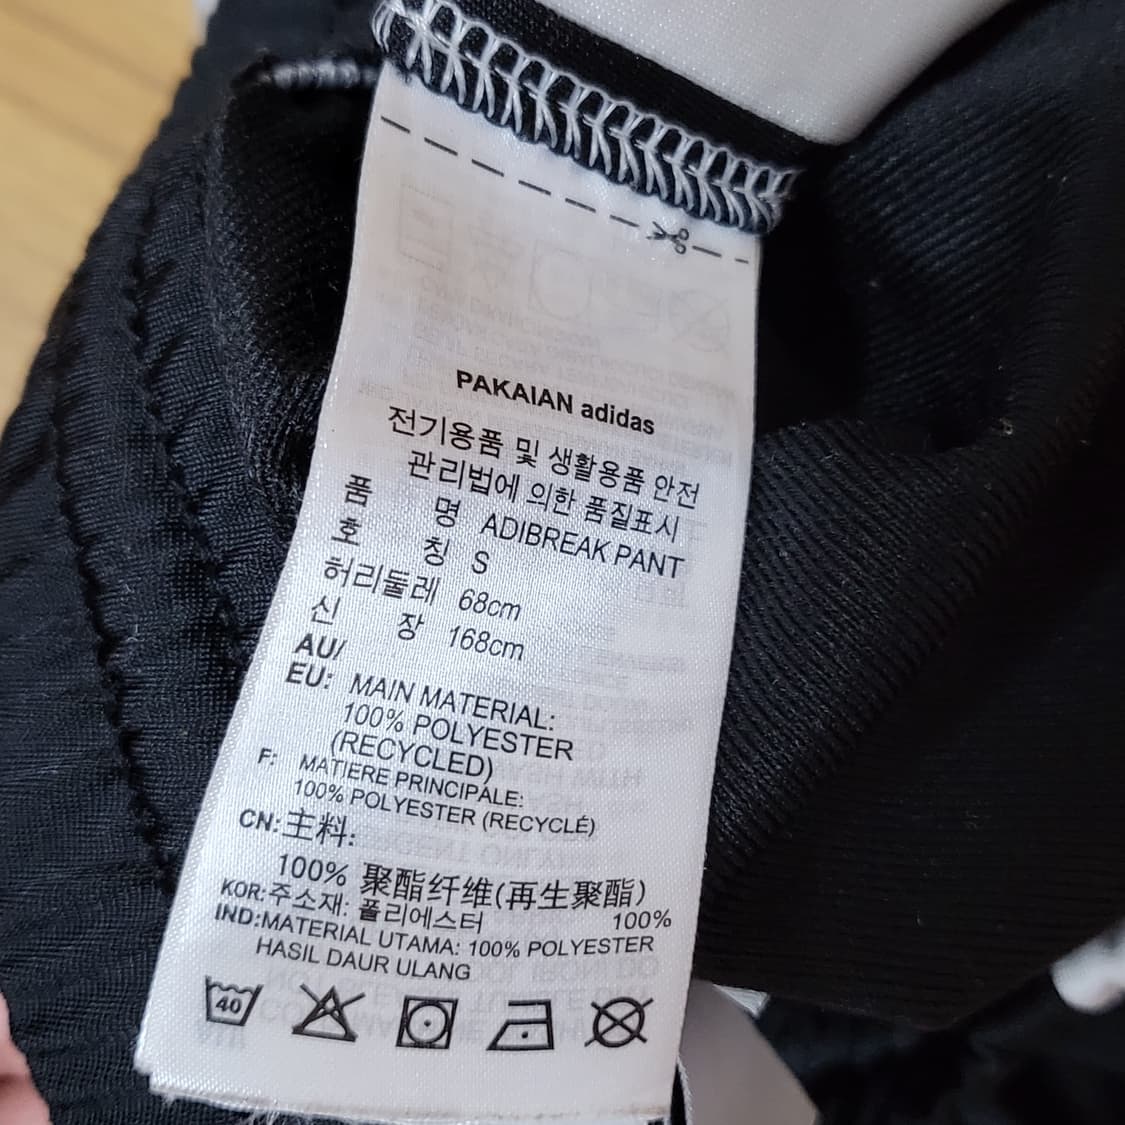 PAKAIAN adidas
전기용품 및 생활용품 안전
관리법에 의한 품질표시
품 명 ADIBREAK PANT
호 칭 S
허리둘레 68cm
신 장 168cm
AU/
EU: MAIN MATERIAL:
100% POLYESTER
(RECYCLED)
F: MATIERE PRINCIPALE:
100% POLYESTER (RECYCLÉ)
CN: 主料:
100% 聚酯纤维(再生聚酯)
KOR: 주소재: 폴리에스터 100%
IND: MATERIAL UTAMA: 100% POLYESTER
HASIL DAUR ULANG
40